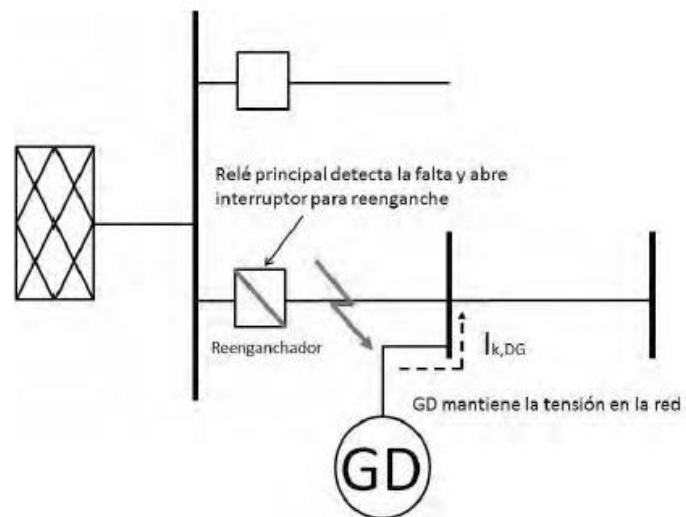 Relé principal detecta la falta y abre
interruptor para reenganche
Reenganchador
I k,DG
GD mantiene la tensión en la red
GD